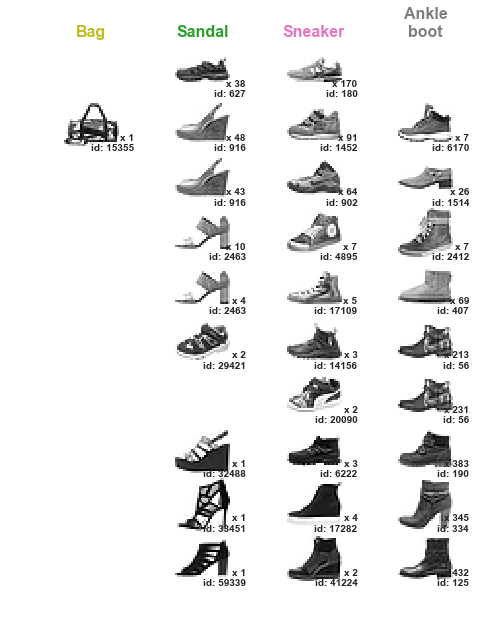 Bag
Sandal
Sneaker
Ankle
boot
x 38
id: 627
x 170
id: 180
x 1
id: 15355
x 48
id: 916
x 91
id: 1452
x 7
id: 6170
x 43
id: 916
x 64
id: 902
x 26
id: 1514
x 10
id: 2463
x 7
id: 4895
x 7
id: 2412
x 4
id: 2463
x 5
id: 17109
x 69
id: 407
x 2
id: 29421
x 3
id: 14156
x 213
id: 56
x 2
id: 20090
x 231
id: 56
x 1
id: 32488
x 3
id: 6222
x 383
id: 190
x 1
id: 33451
x 4
id: 17282
x 345
id: 334
x 1
id: 59339
x 2
id: 41224
432
id: 125